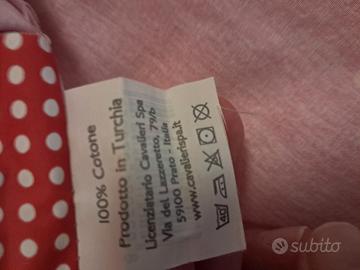 100% Cotone
Prodotto in Turchia
Licenziatario Cavalieri Spa
Via del Lazzeretto, 79/b
59100 Prato - Italia
www.cavalierispa.it
subito